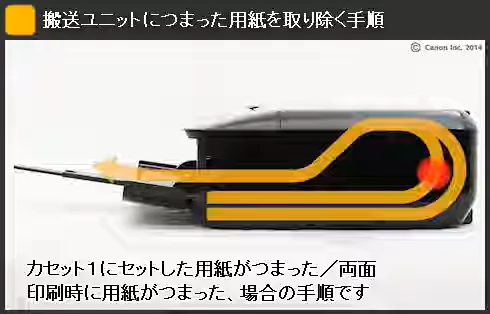 搬送ユニットにつまった用紙を取り除く手順
© Canon Inc. 2014
カセット1にセットした用紙がつまった／両面
印刷時に用紙がつまった、場合の手順です